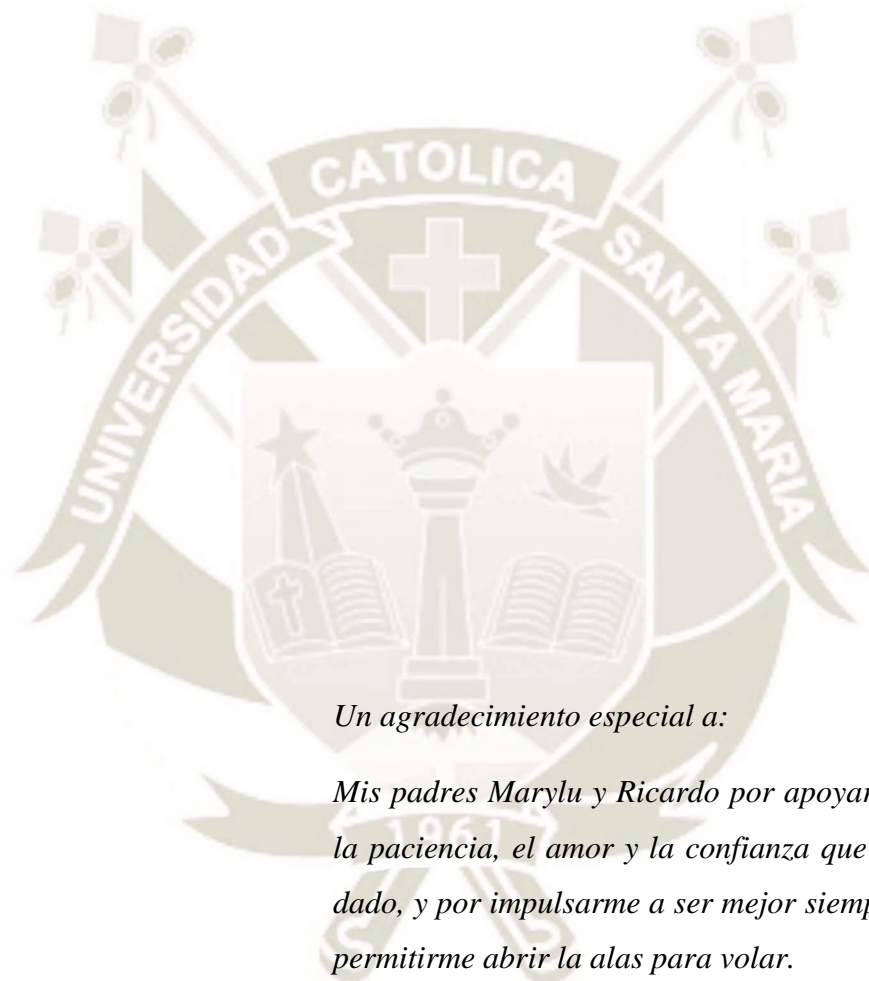 UNIVERSIDAD CATOLICA SANTA MARIA
Un agradecimiento especial a:
Mis padres Marylu y Ricardo por
la paciencia, el amor y la confianza que
dado, y por impulsarme a ser mejor
permitirme abrir la alas para volar.
1961